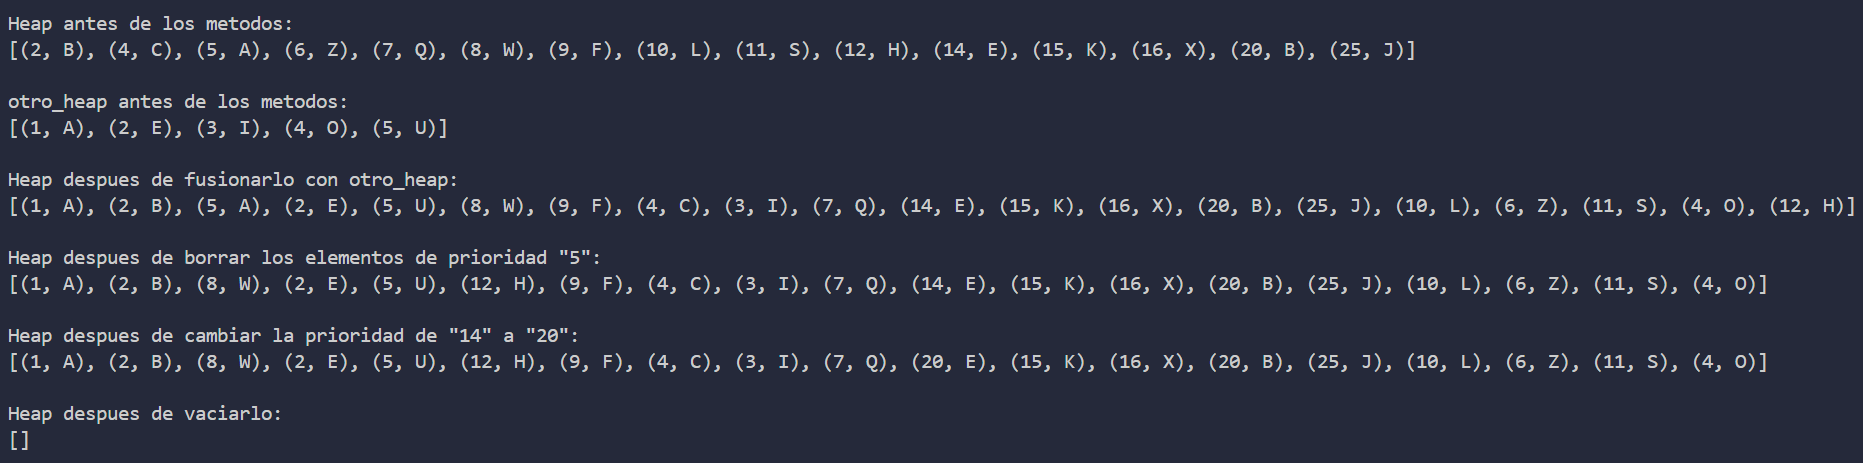 Heap antes de los metodos:
[(2, B), (4, C), (5, A), (6, Z), (7, Q), (8, W), (9, F), (10, L), (11, S), (12, H), (14, E), (15, K), (16, X), (20, B), (25, J)]
otro_heap antes de los metodos:
[(1, A), (2, E), (3, I), (4, O), (5, U)]
Heap despues de fusionarlo con otro_heap:
[(1, A), (2, B), (5, A), (2, E), (5, U), (8, W), (9, F), (4, C), (3, I), (7, Q), (14, E), (15, K), (16, X), (20, B), (25, J), (10, L), (6, Z), (11, S), (4, O), (12, H)]
Heap despues de borrar los elementos de prioridad "5":
[(1, A), (2, B), (8, W), (2, E), (5, U), (12, H), (9, F), (4, C), (3, I), (7, Q), (14, E), (15, K), (16, X), (20, B), (25, J), (10, L), (6, Z), (11, S), (4, O)]
Heap despues de cambiar la prioridad de "14" a "20":
[(1, A), (2, B), (8, W), (2, E), (5, U), (12, H), (9, F), (4, C), (3, I), (7, Q), (20, E), (15, K), (16, X), (20, B), (25, J), (10, L), (6, Z), (11, S), (4, O)]
Heap despues de vaciarlo:
[]